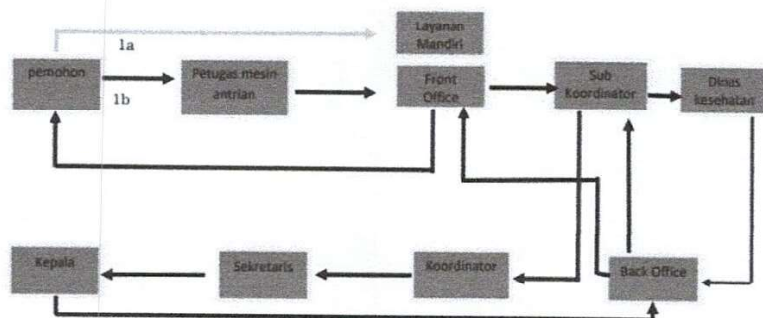 1a
Layanan
Mandiri
pemohon
Petugas mesin
antrian
Front
Office
Sub
Koordinator
Dinas
kesehatan
1b
Kepala
Sekretaris
Koordinator
Back Office